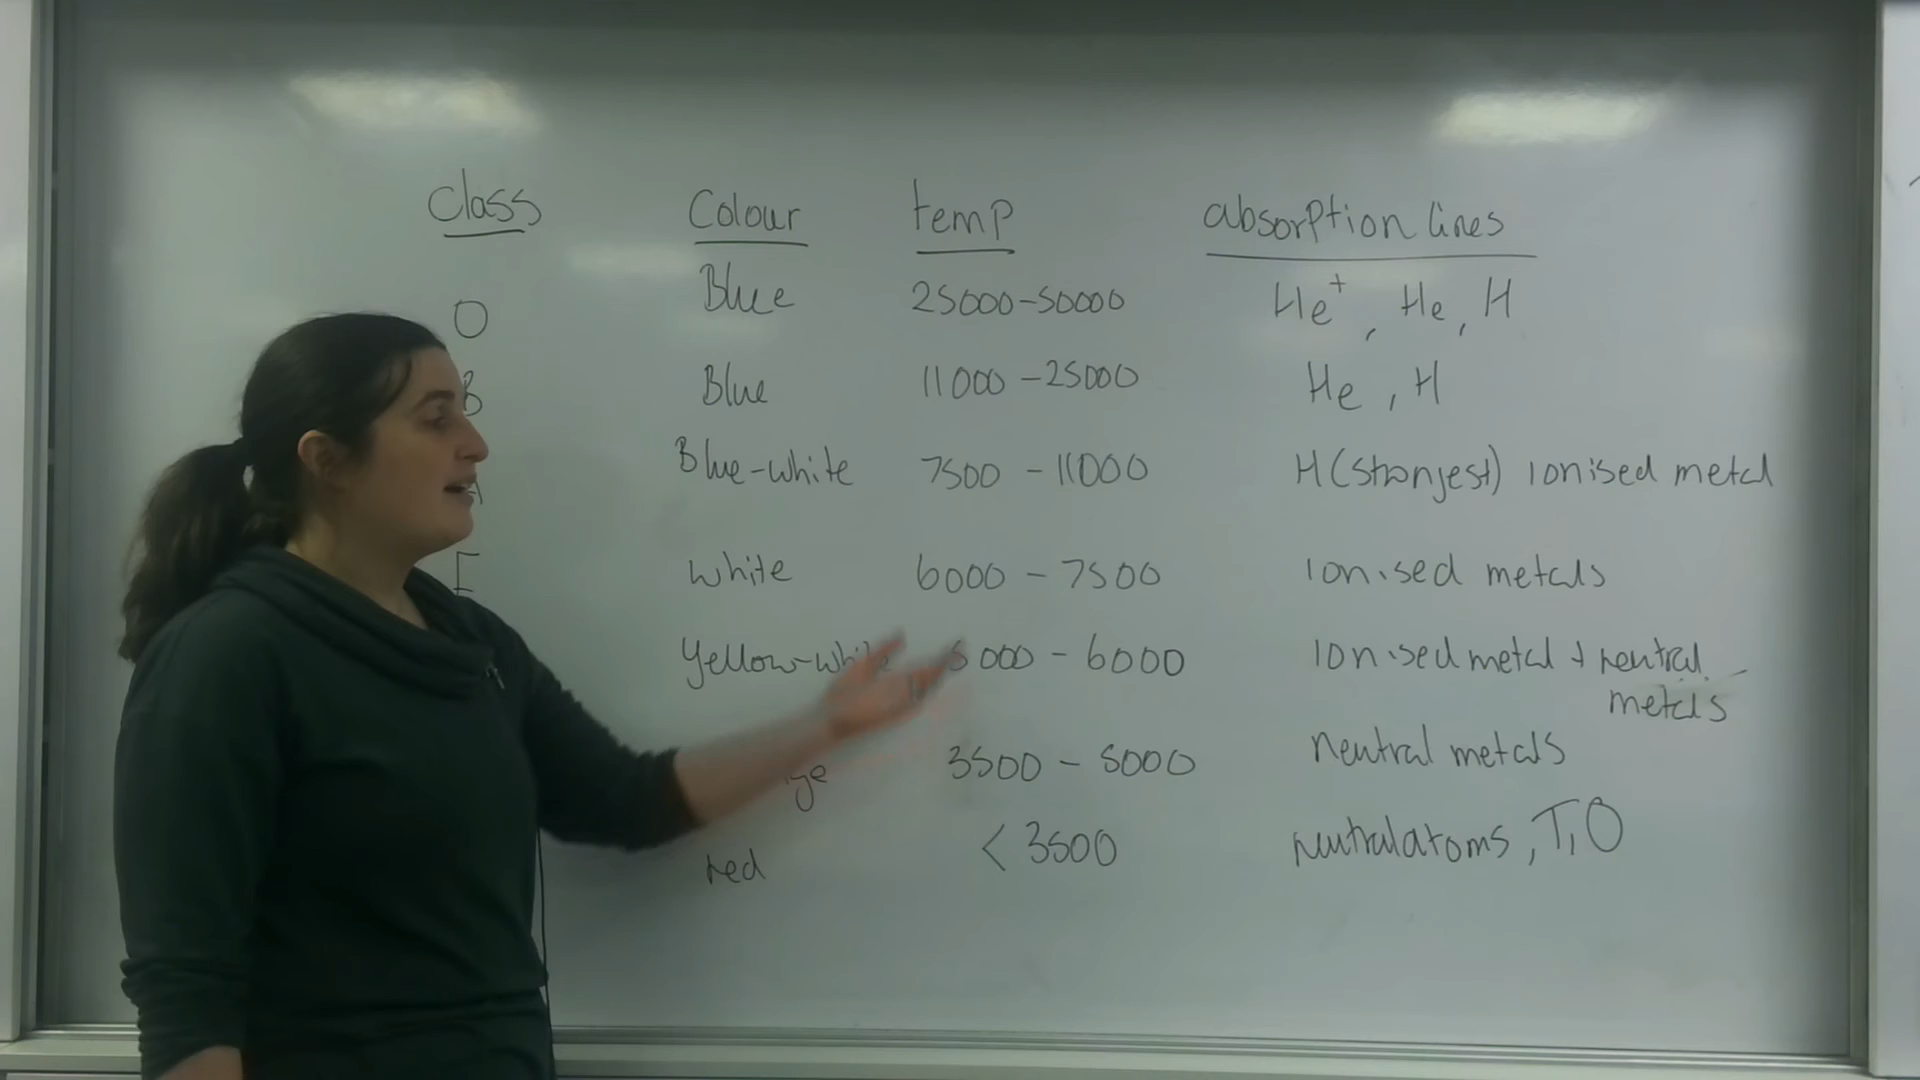 Class Colour temp absorption lines
O Blue 25000-50000 He+, He, H
B Blue 11000-25000 He, H
Blue-white 7500-11000 H(strongest) ionised metal
F white 6000-7500 ionised metals
Yellow-white 5000-6000 ionised metal + neutral
metals
3500-5000 neutral metals
red <3500 neutral atoms, TiO